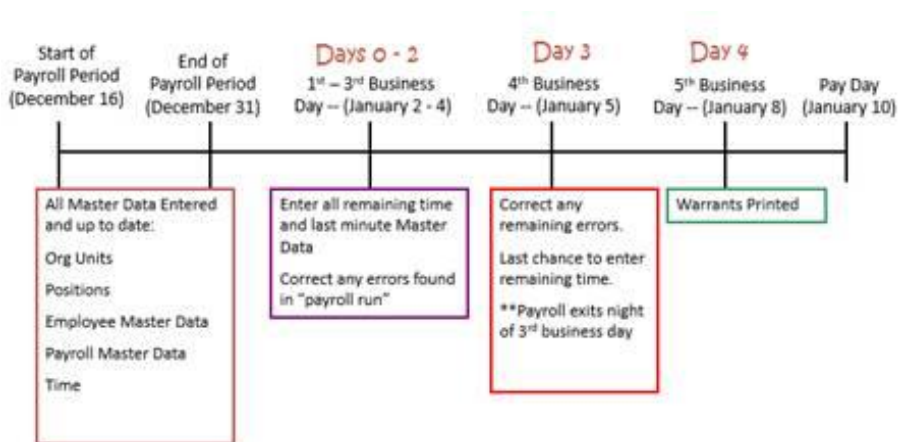 Start of
Payroll Period
(December 16)
End of
Payroll Period
(December 31)
Days 0 - 2
1st – 3rd Business
Day -- (January 2 - 4)
Day 3
4th Business
Day -- (January 5)
Day 4
5th Business
Day -- (January 8)
Pay Day
(January 10)
All Master Data Entered
and up to date:
Org Units
Positions
Employee Master Data
Payroll Master Data
Time
Enter all remaining time
and last minute Master
Data
Correct any errors found
in "payroll run"
Correct any
remaining errors.
Last chance to enter
remaining time.
**Payroll exits night
of 3rd business day
Warrants Printed